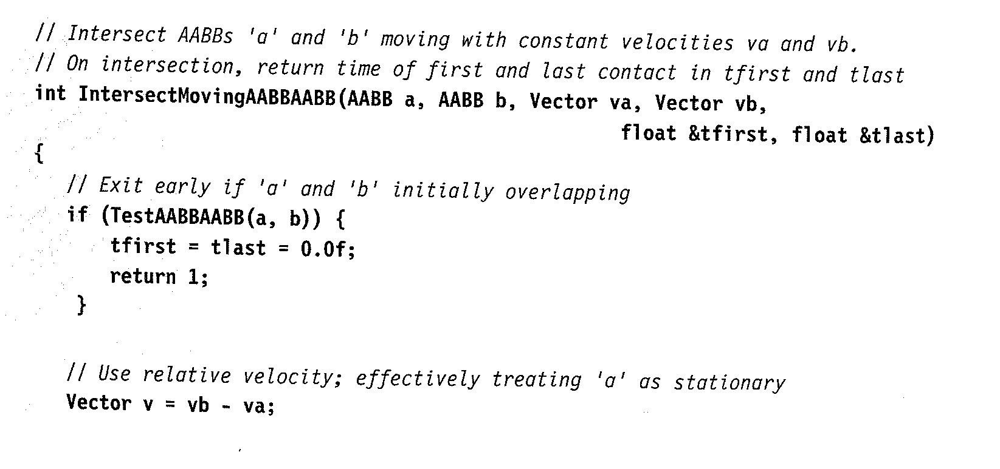 // Intersect AABBs 'a' and 'b' moving with constant velocities va and vb.
// On intersection, return time of first and last contact in tfirst and tlast
int IntersectMovingAABBAABB(AABB a, AABB b, Vector va, Vector vb,
float &tfirst, float &tlast)
{
// Exit early if 'a' and 'b' initially overlapping
if (TestAABBAABB(a, b)) {
tfirst = tlast = 0.0f;
return 1;
}
// Use relative velocity; effectively treating 'a' as stationary
Vector v = vb - va;